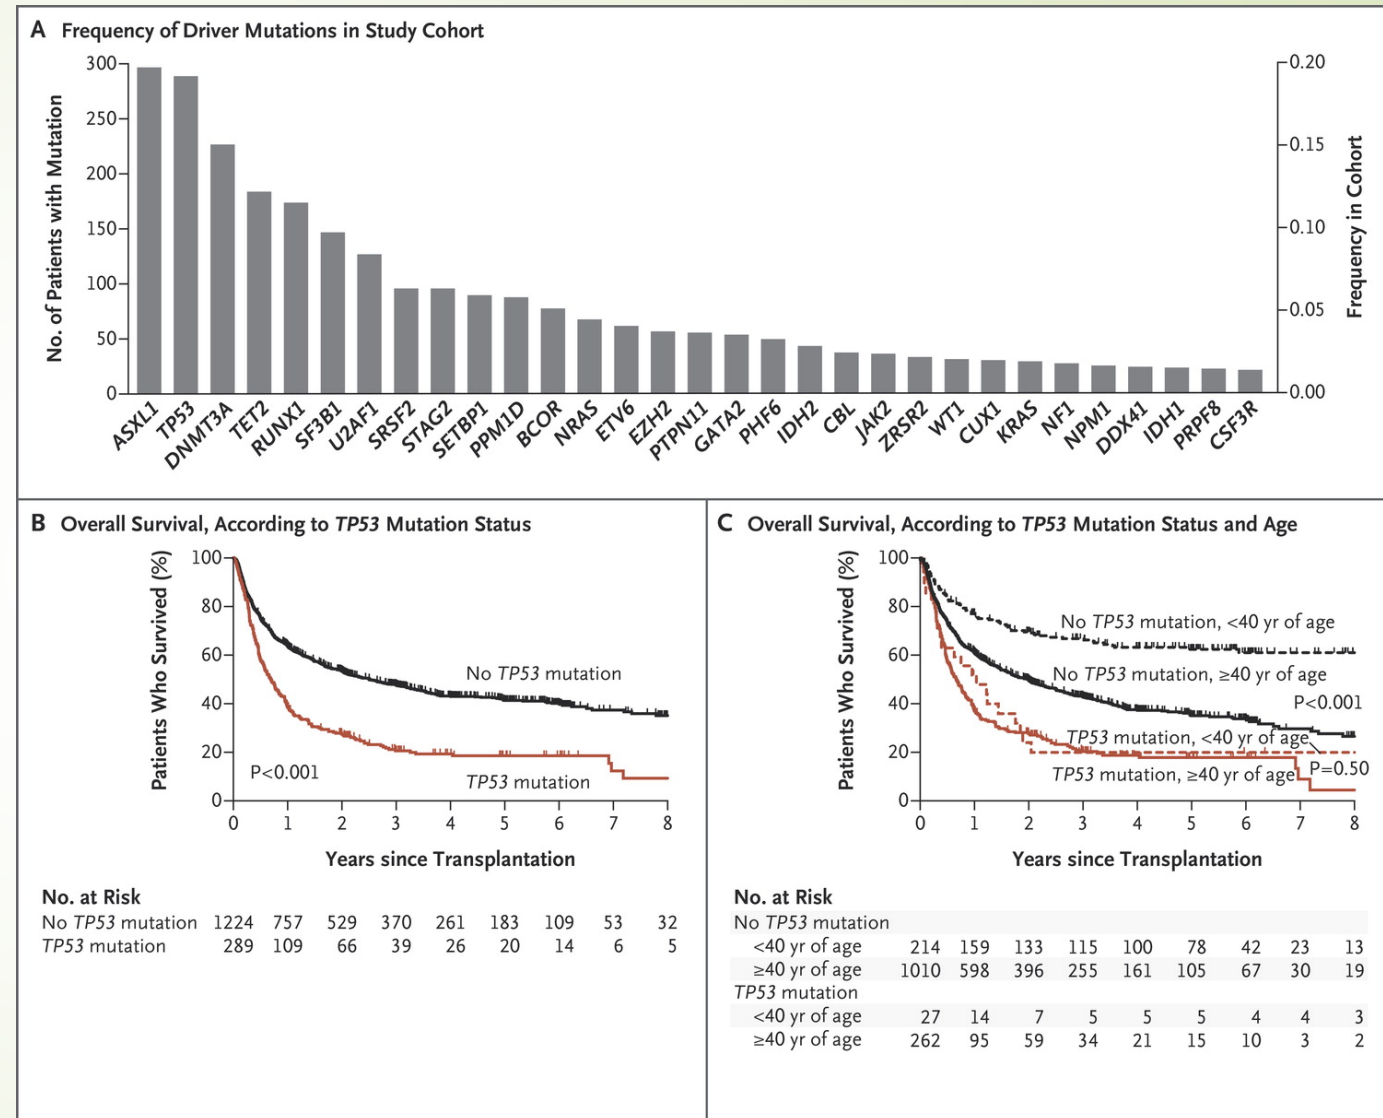 A Frequency of Driver Mutations in Study Cohort
No. of Patients with Mutation
300
250
200
150
100
50
0
0.20
0.15
0.10
0.05
0.00
Frequency in Cohort
ASXL1 TP53 DNMT3A TET2 RUNX1 SF3B1 U2AF1 SRSF2 STAG2 SETBP1 PPM1D BCOR NRAS ETV6 EZH2 PTPN11 GATA2 PHF6 IDH2 CBL JAK2 ZRSR2 WT1 CUX1 KRAS NF1 NPM1 DDX41 IDH1 PRPF8 CSF3R
B Overall Survival, According to TP53 Mutation Status
Patients Who Survived (%)
100
80
60
40
20
0
No TP53 mutation
P<0.001
TP53 mutation
0 1 2 3 4 5 6 7 8
Years since Transplantation
No. at Risk
No TP53 mutation 1224 757 529 370 261 183 109 53 32
TP53 mutation 289 109 66 39 26 20 14 6 5
C Overall Survival, According to TP53 Mutation Status and Age
Patients Who Survived (%)
100
80
60
40
20
0
No TP53 mutation, <40 yr of age
No TP53 mutation, ≥40 yr of age
P<0.001
TP53 mutation, <40 yr of age
P=0.50
TP53 mutation, ≥40 yr of age
0 1 2 3 4 5 6 7 8
Years since Transplantation
No. at Risk
No TP53 mutation
<40 yr of age 214 159 133 115 100 78 42 23 13
≥40 yr of age 1010 598 396 255 161 105 67 30 19
TP53 mutation
<40 yr of age 27 14 7 5 5 5 4 4 3
≥40 yr of age 262 95 59 34 21 15 10 3 2